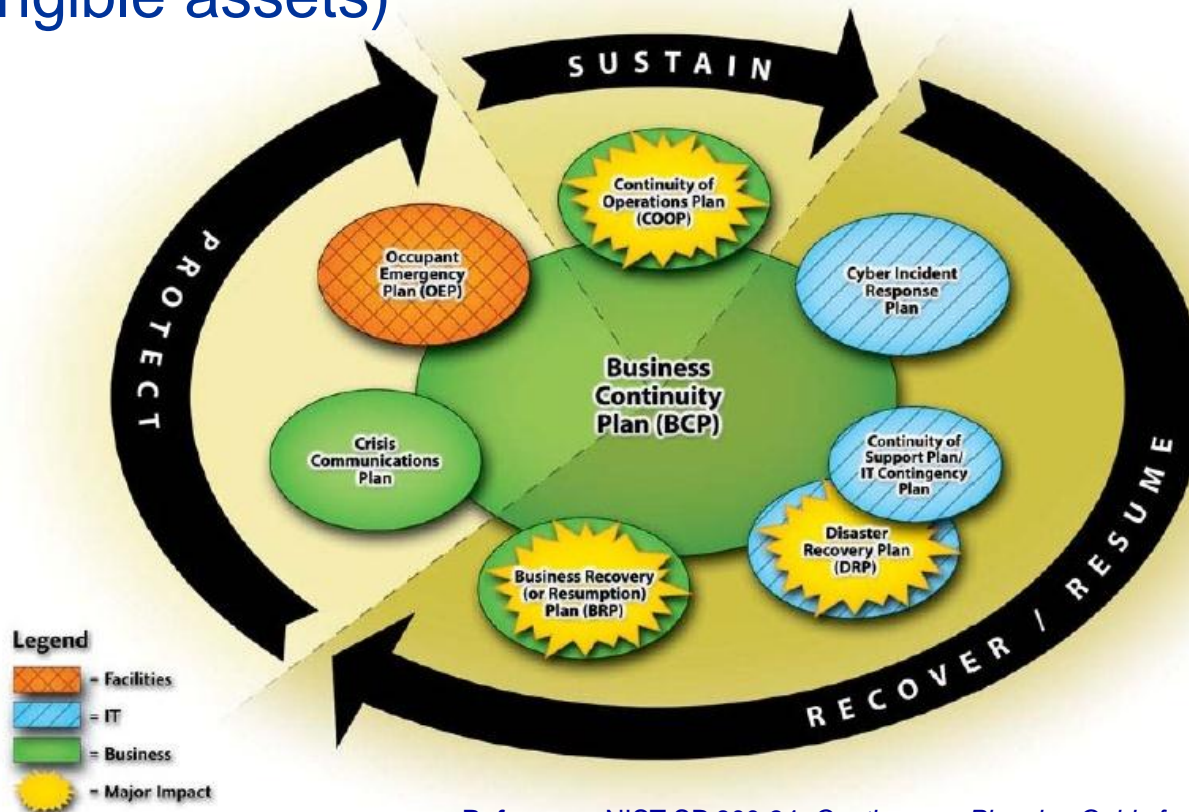 ngible assets)
SUSTAIN
PROTECT
RECOVER / RESUME
Continuity of
Operations Plan
(COOP)
Occupant
Emergency
Plan (OEP)
Cyber Incident
Response
Plan
Business
Continuity
Plan (BCP)
Crisis
Communications
Plan
Continuity of
Support Plan/
IT Contingency
Plan
Disaster
Recovery Plan
(DRP)
Business Recovery
(or Resumption)
Plan (BRP)
Legend
= Facilities
= IT
= Business
= Major Impact